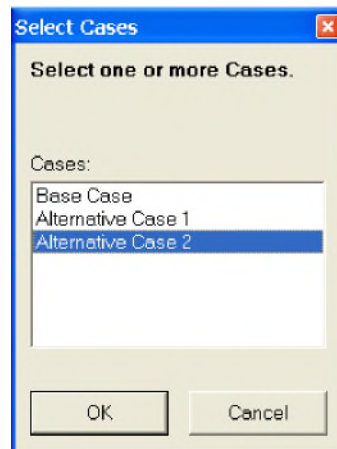 Select Cases
Select one or more Cases.
Cases:
Base Case
Alternative Case 1
Alternative Case 2
OK
Cancel